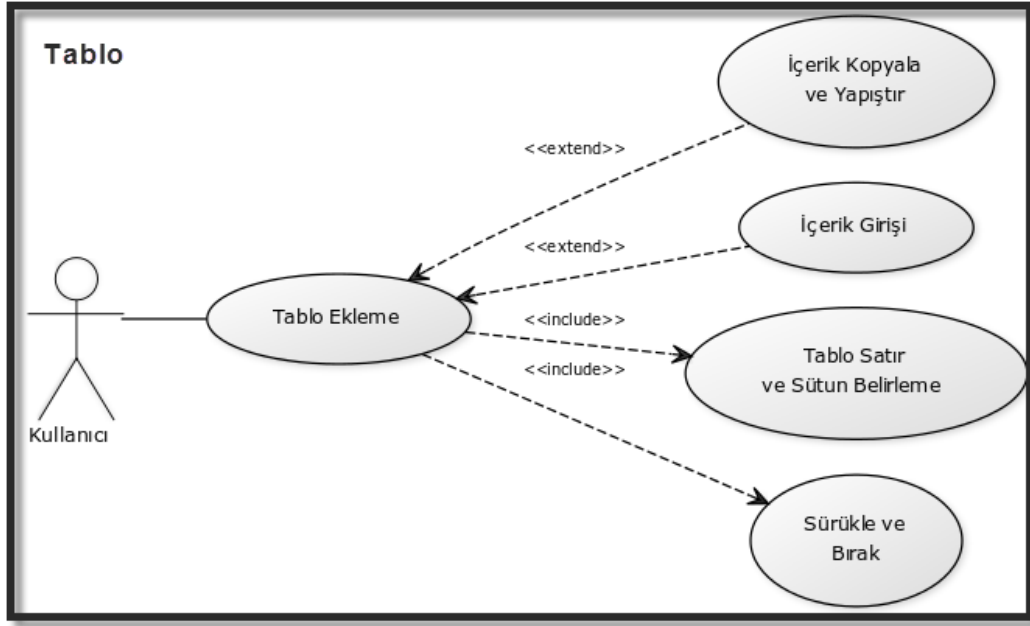 Tablo
İçerik Kopyala
ve Yapıştır
<<extend>>
İçerik Girişi
<<extend>>
Tablo Ekleme
<<include>>
Tablo Satır
ve Sütun Belirleme
<<include>>
Kullanıcı
Sürükle ve
Bırak